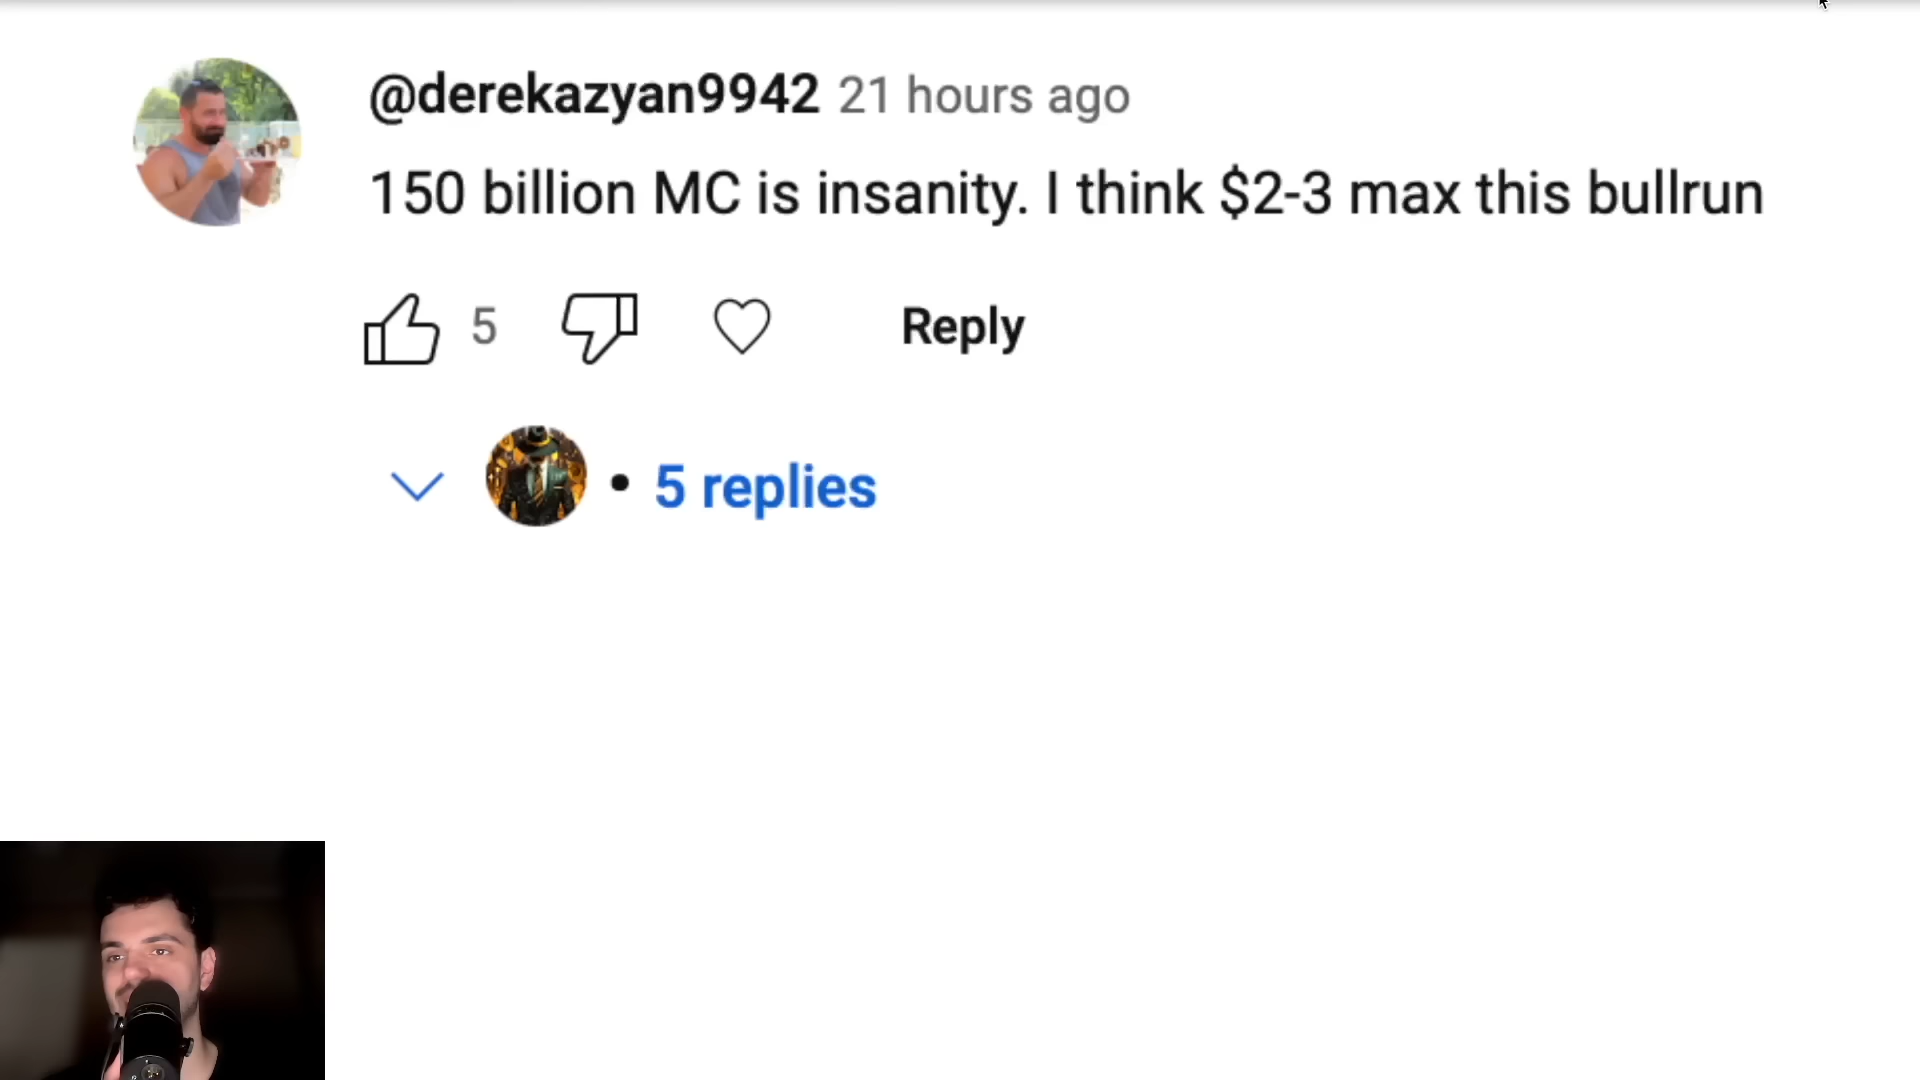 @derekazyan9942 21 hours ago
150 billion MC is insanity. I think $2-3 max this bullrun
5 Reply
• 5 replies